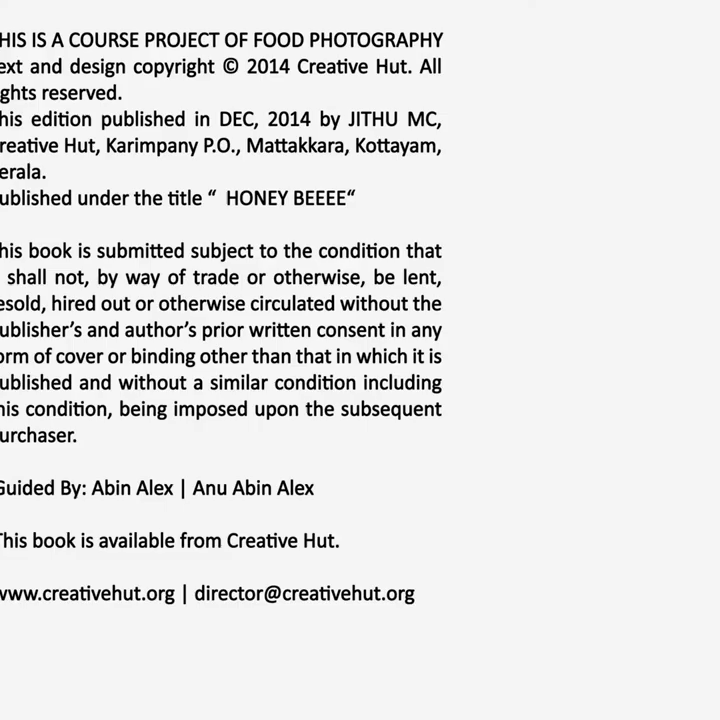 HIS IS A COURSE PROJECT OF FOOD PHOTOGRAPHY
ext and design copyright © 2014 Creative Hut. All
ghts reserved.
his edition published in DEC, 2014 by JITHU MC,
reative Hut, Karimpany P.O., Mattakkara, Kottayam,
erala.
ublished under the title “ HONEY BEEEE“
his book is submitted subject to the condition that
shall not, by way of trade or otherwise, be lent,
esold, hired out or otherwise circulated without the
ublisher’s and author’s prior written consent in any
orm of cover or binding other than that in which it is
ublished and without a similar condition including
his condition, being imposed upon the subsequent
urchaser.
Guided By: Abin Alex | Anu Abin Alex
This book is available from Creative Hut.
www.creativehut.org | director@creativehut.org